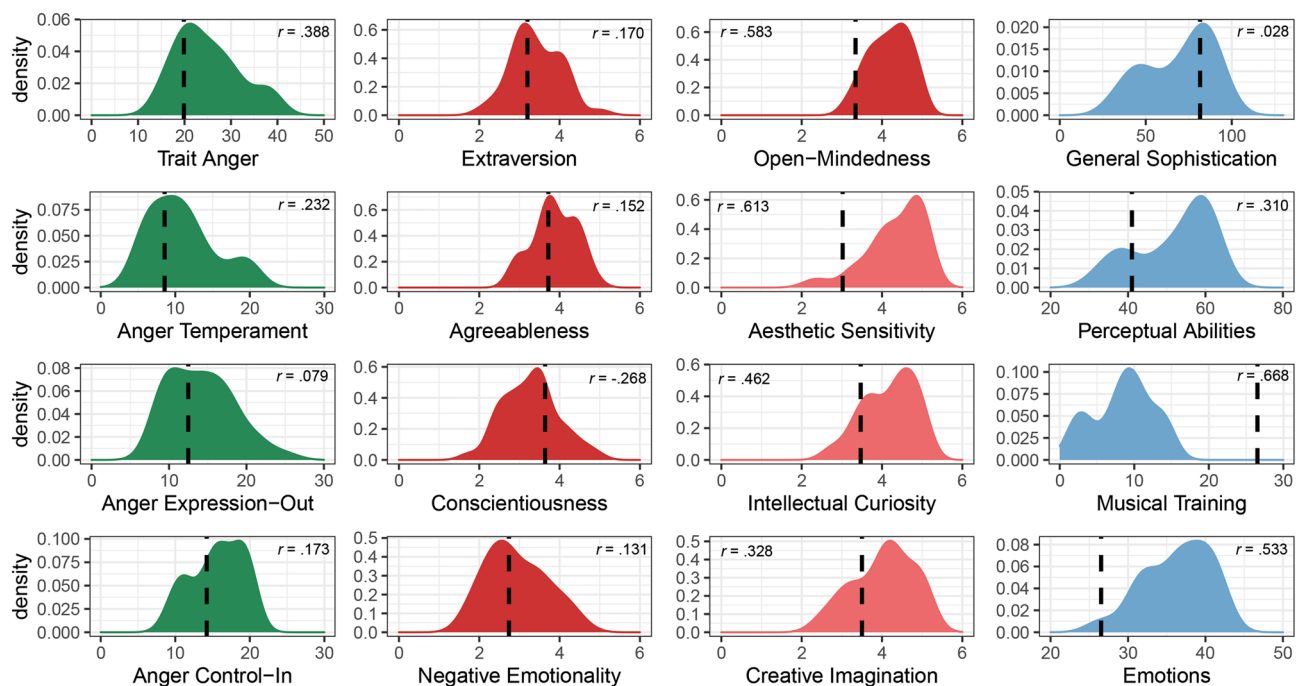 density
0.06
0.04
0.02
0.00
r = .388
0 10 20 30 40 50
Trait Anger
0.6
0.4
0.2
0.0
r = .170
0 2 4 6
Extraversion
0.6
0.4
0.2
0.0
r = .583
0 2 4 6
Open−Mindedness
0.020
0.015
0.010
0.005
0.000
r = .028
0 50 100
General Sophistication
density
0.075
0.050
0.025
0.000
r = .232
0 10 20 30
Anger Temperament
0.6
0.4
0.2
0.0
r = .152
0 2 4 6
Agreeableness
0.6
0.4
0.2
0.0
r = .613
0 2 4 6
Aesthetic Sensitivity
0.05
0.04
0.03
0.02
0.01
0.00
r = .310
20 40 60 80
Perceptual Abilities
density
0.08
0.06
0.04
0.02
0.00
r = .079
0 10 20 30
Anger Expression−Out
0.6
0.4
0.2
0.0
r = -.268
0 2 4 6
Conscientiousness
0.6
0.4
0.2
0.0
r = .462
0 2 4 6
Intellectual Curiosity
0.100
0.075
0.050
0.025
0.000
r = .668
0 10 20 30
Musical Training
density
0.100
0.075
0.050
0.025
0.000
r = .173
0 10 20 30
Anger Control−In
0.5
0.4
0.3
0.2
0.1
0.0
r = .131
0 2 4 6
Negative Emotionality
0.5
0.4
0.3
0.2
0.1
0.0
r = .328
0 2 4 6
Creative Imagination
0.08
0.06
0.04
0.02
0.00
r = .533
20 30 40 50
Emotions